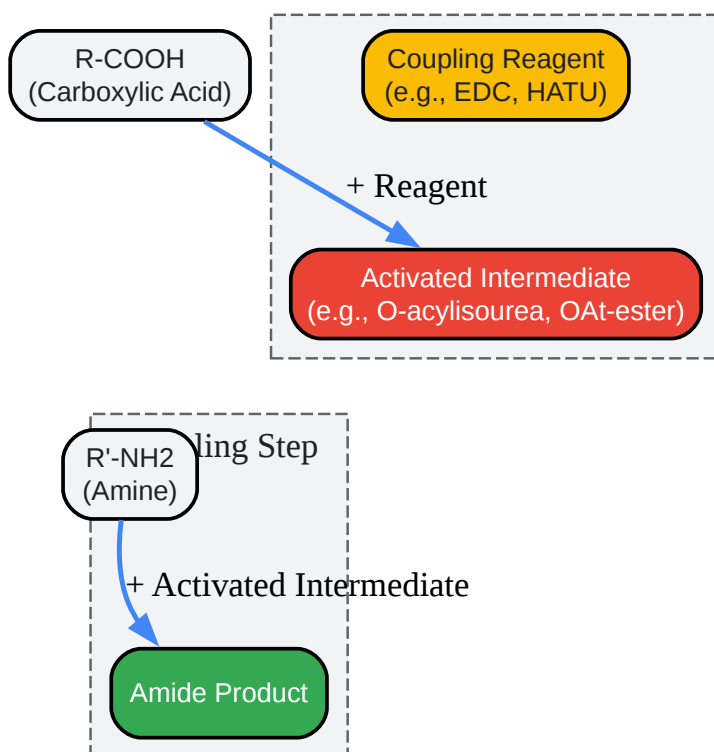 R-COOH
(Carboxylic Acid)
Coupling Reagent
(e.g., EDC, HATU)
+ Reagent
Activated Intermediate
(e.g., O-acylisourea, OAt-ester)
R'-NH2
(Amine)
ling Step
+ Activated Intermediate
Amide Product